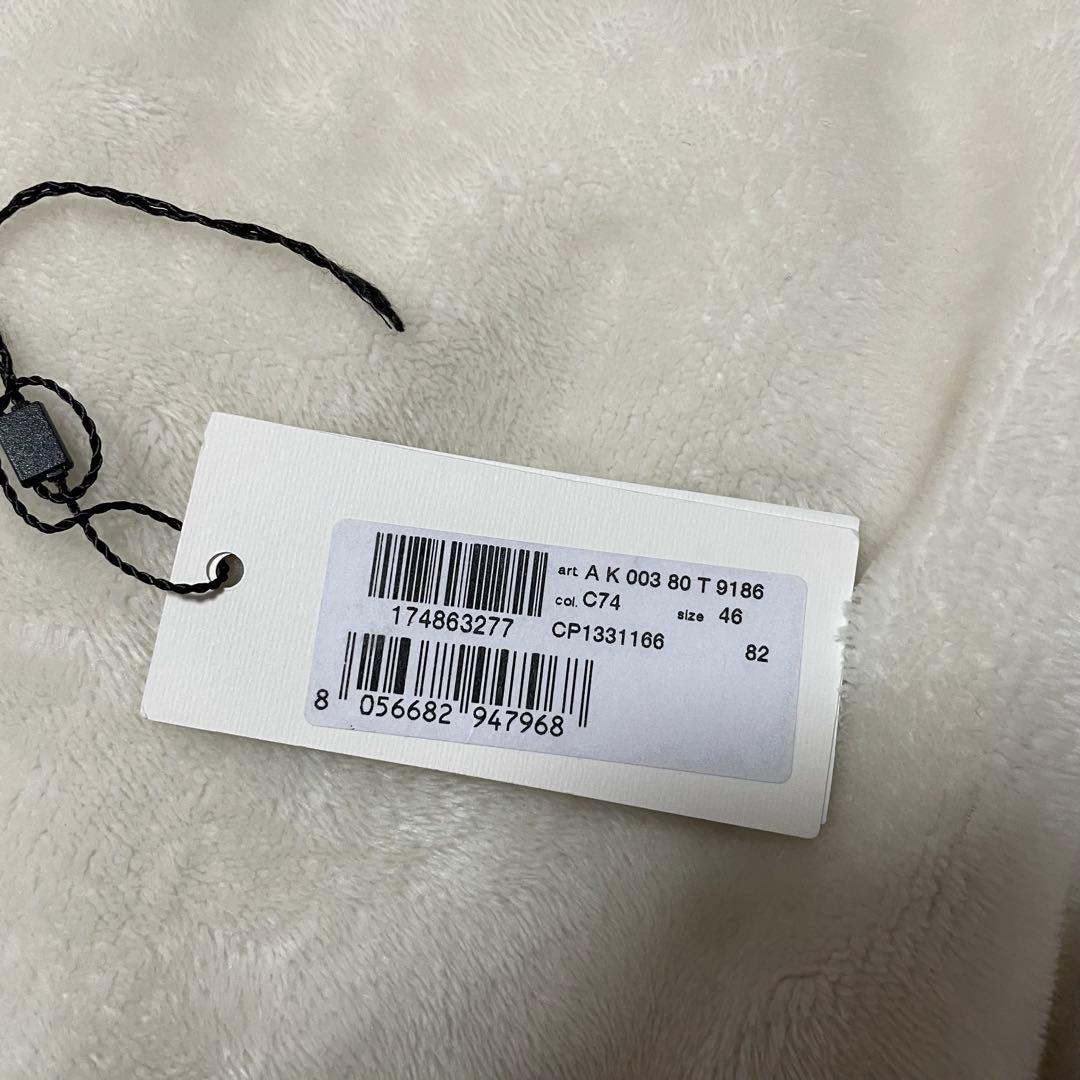 art. A K 003 80 T 9186
col. C74 size 46
174863277 CP1331166 82
8 056682 947968